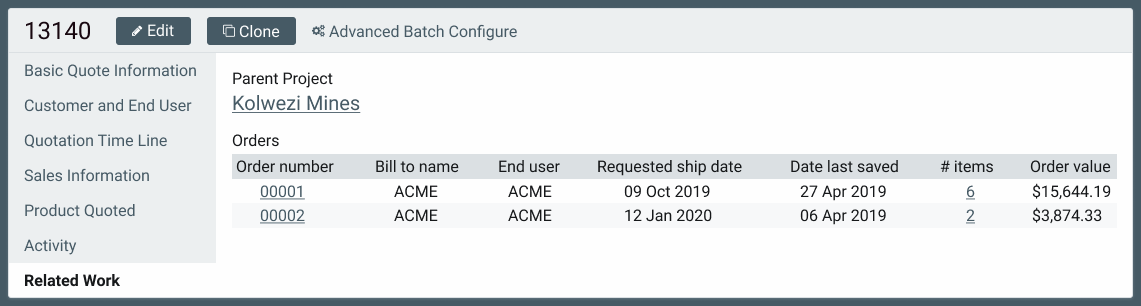 13140 Edit Clone Advanced Batch Configure
Basic Quote Information
Customer and End User
Quotation Time Line
Sales Information
Product Quoted
Activity
Related Work
Parent Project
Kolwezi Mines
Orders
Order number Bill to name End user Requested ship date Date last saved # items Order value
00001 ACME ACME 09 Oct 2019 27 Apr 2019 6 $15,644.19
00002 ACME ACME 12 Jan 2020 06 Apr 2019 2 $3,874.33